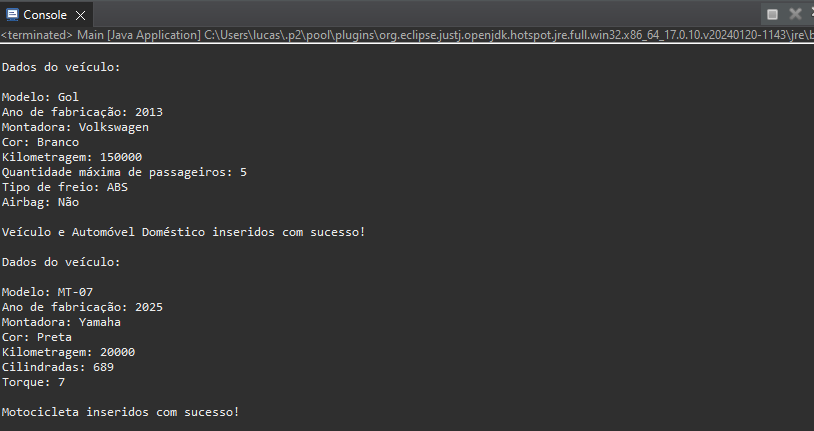 Console
<terminated> Main [Java Application] C:\Users\lucas\.p2\pool\plugins\org.eclipse.justj.openjdk.hotspot.jre.full.win32.x86_64_17.0.10.v20240120-1143\jre\b
Dados do veículo:
Modelo: Gol
Ano de fabricação: 2013
Montadora: Volkswagen
Cor: Branco
Kilometragem: 150000
Quantidade máxima de passageiros: 5
Tipo de freio: ABS
Airbag: Não
Veículo e Automóvel Doméstico inseridos com sucesso!
Dados do veículo:
Modelo: MT-07
Ano de fabricação: 2025
Montadora: Yamaha
Cor: Preta
Kilometragem: 20000
Cilindradas: 689
Torque: 7
Motocicleta inseridos com sucesso!